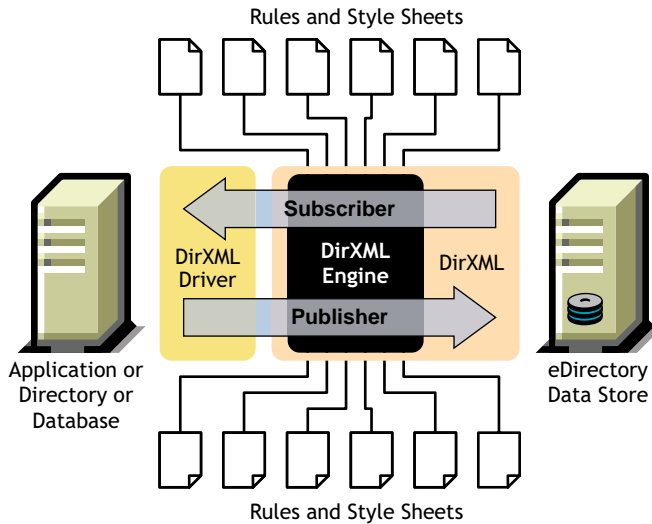 Rules and Style Sheets
Subscriber
DirXML
Driver
DirXML
Engine
DirXML
Publisher
Application or
Directory or
Database
eDirectory
Data Store
Rules and Style Sheets